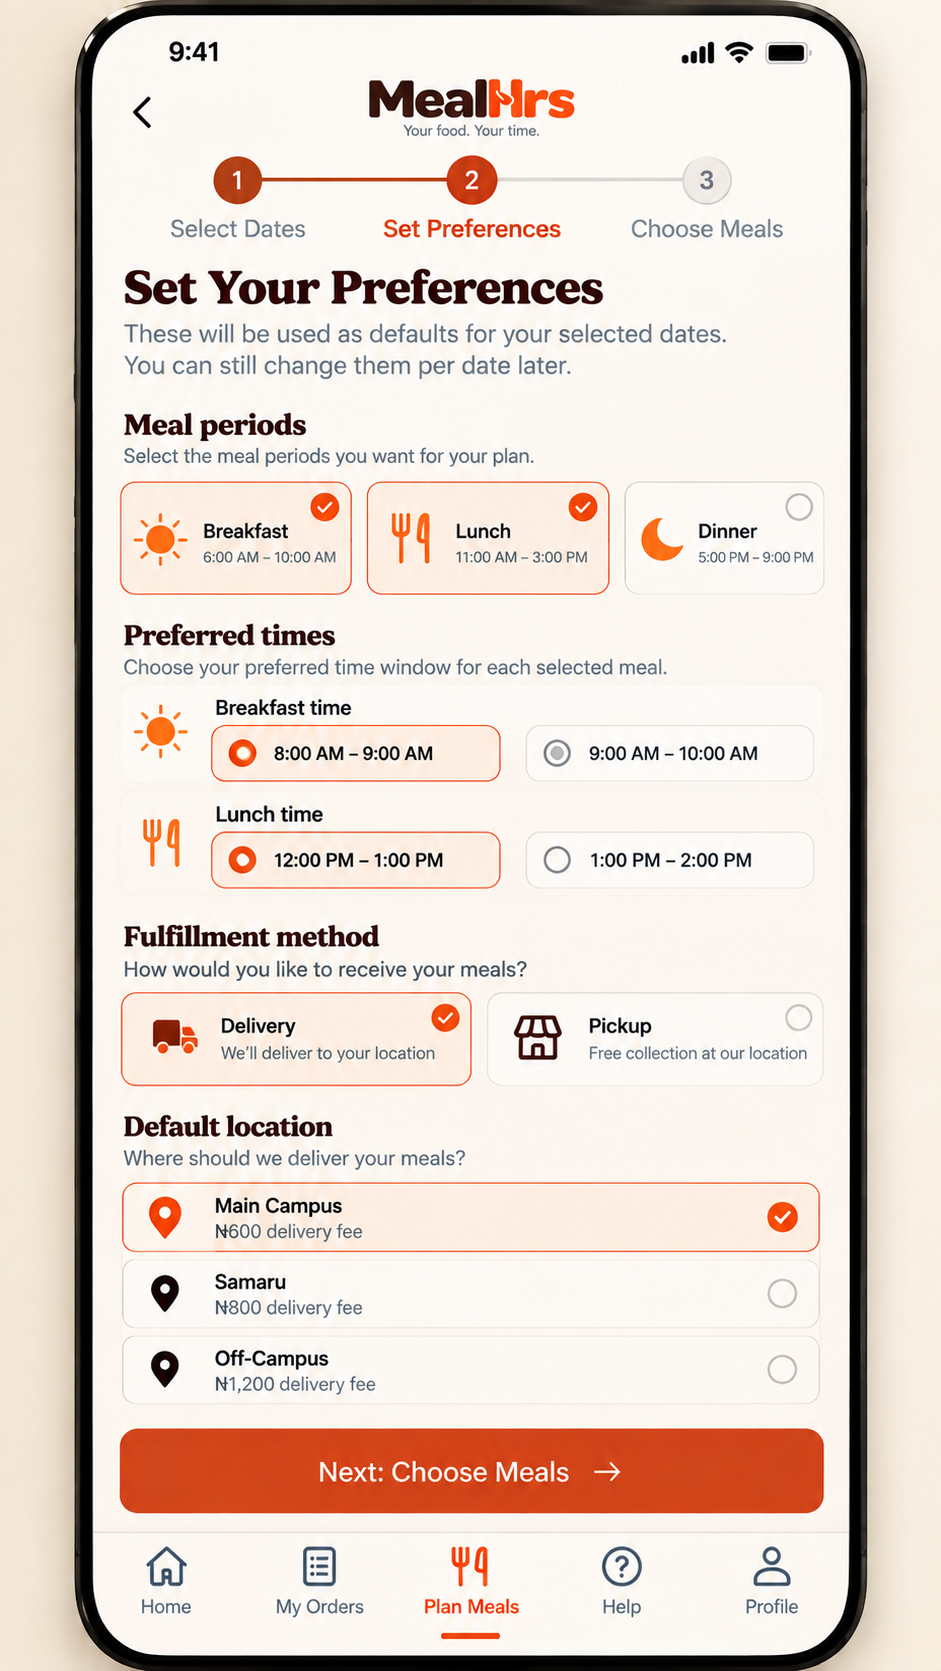 9:41
MealHrs
Your food. Your time.
1 2 3
Select Dates Set Preferences Choose Meals
Set Your Preferences
These will be used as defaults for your selected dates.
You can still change them per date later.
Meal periods
Select the meal periods you want for your plan.
Breakfast
6:00 AM – 10:00 AM
Lunch
11:00 AM – 3:00 PM
Dinner
5:00 PM – 9:00 PM
Preferred times
Choose your preferred time window for each selected meal.
Breakfast time
8:00 AM – 9:00 AM 9:00 AM – 10:00 AM
Lunch time
12:00 PM – 1:00 PM 1:00 PM – 2:00 PM
Fulfillment method
How would you like to receive your meals?
Delivery
We'll deliver to your location
Pickup
Free collection at our location
Default location
Where should we deliver your meals?
Main Campus
₦600 delivery fee
Samaru
₦800 delivery fee
Off-Campus
₦1,200 delivery fee
Next: Choose Meals →
Home My Orders Plan Meals Help Profile